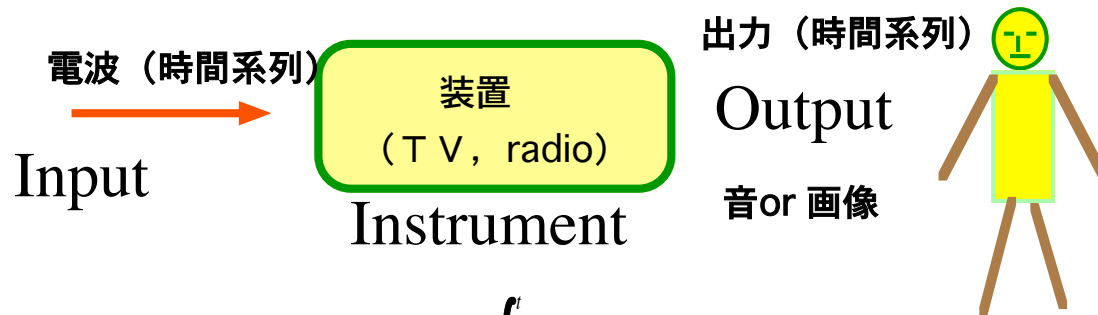 電波（時間系列）
Input
装置
（ＴＶ，radio）
Instrument
出力（時間系列）
Output
音or 画像
∫t